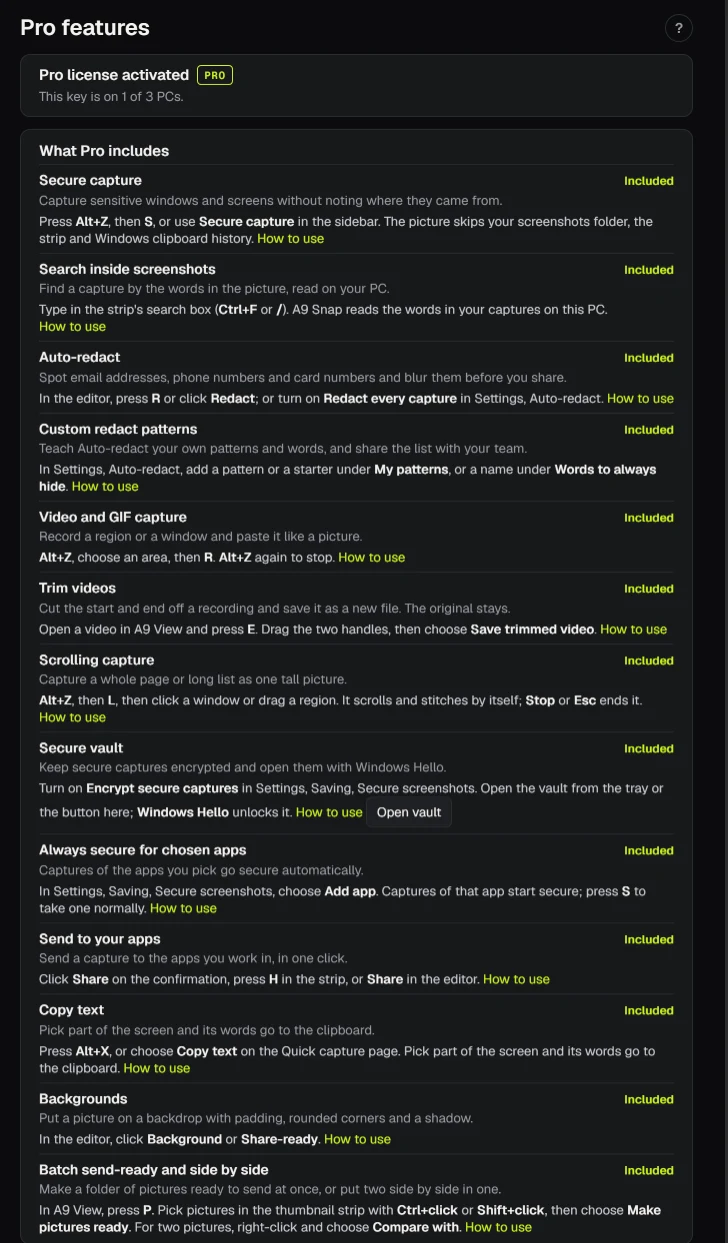 Pro features
?
Pro license activated PRO
This key is on 1 of 3 PCs.
What Pro includes
Secure capture Included
Capture sensitive windows and screens without noting where they came from.
Press Alt+Z, then S, or use Secure capture in the sidebar. The picture skips your screenshots folder, the
strip and Windows clipboard history. How to use
Search inside screenshots Included
Find a capture by the words in the picture, read on your PC.
Type in the strip's search box (Ctrl+F or /). A9 Snap reads the words in your captures on this PC.
How to use
Auto-redact Included
Spot email addresses, phone numbers and card numbers and blur them before you share.
In the editor, press R or click Redact; or turn on Redact every capture in Settings, Auto-redact. How to use
Custom redact patterns Included
Teach Auto-redact your own patterns and words, and share the list with your team.
In Settings, Auto-redact, add a pattern or a starter under My patterns, or a name under Words to always
hide. How to use
Video and GIF capture Included
Record a region or a window and paste it like a picture.
Alt+Z, choose an area, then R. Alt+Z again to stop. How to use
Trim videos Included
Cut the start and end off a recording and save it as a new file. The original stays.
Open a video in A9 View and press E. Drag the two handles, then choose Save trimmed video. How to use
Scrolling capture Included
Capture a whole page or long list as one tall picture.
Alt+Z, then L, then click a window or drag a region. It scrolls and stitches by itself; Stop or Esc ends it.
How to use
Secure vault Included
Keep secure captures encrypted and open them with Windows Hello.
Turn on Encrypt secure captures in Settings, Saving, Secure screenshots. Open the vault from the tray or
the button here; Windows Hello unlocks it. How to use Open vault
Always secure for chosen apps Included
Captures of the apps you pick go secure automatically.
In Settings, Saving, Secure screenshots, choose Add app. Captures of that app start secure; press S to
take one normally. How to use
Send to your apps Included
Send a capture to the apps you work in, in one click.
Click Share on the confirmation, press H in the strip, or Share in the editor. How to use
Copy text Included
Pick part of the screen and its words go to the clipboard.
Press Alt+X, or choose Copy text on the Quick capture page. Pick part of the screen and its words go to
the clipboard. How to use
Backgrounds Included
Put a picture on a backdrop with padding, rounded corners and a shadow.
In the editor, click Background or Share-ready. How to use
Batch send-ready and side by side Included
Make a folder of pictures ready to send at once, or put two side by side in one.
In A9 View, press P. Pick pictures in the thumbnail strip with Ctrl+click or Shift+click, then choose Make
pictures ready. For two pictures, right-click and choose Compare with. How to use